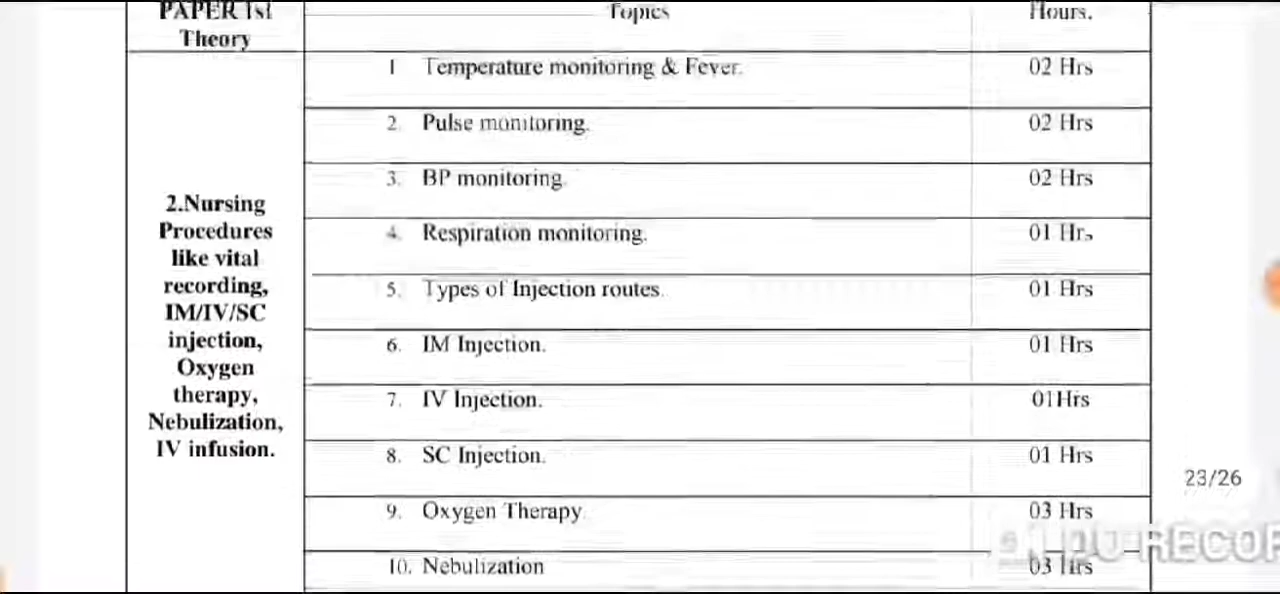 PAPER Ist Topics Hours.
Theory
1 Temperature monitoring & Fever. 02 Hrs
2. Pulse monitoring. 02 Hrs
3. BP monitoring. 02 Hrs
2.Nursing
Procedures
like vital
recording,
IM/IV/SC
injection,
Oxygen
therapy,
Nebulization,
IV infusion.
4. Respiration monitoring. 01 Hrs
5. Types of Injection routes. 01 Hrs
6. IM Injection. 01 Hrs
7. IV Injection. 01Hrs
8. SC Injection. 01 Hrs
23/26
9. Oxygen Therapy. 03 Hrs
10. Nebulization 03 Hrs